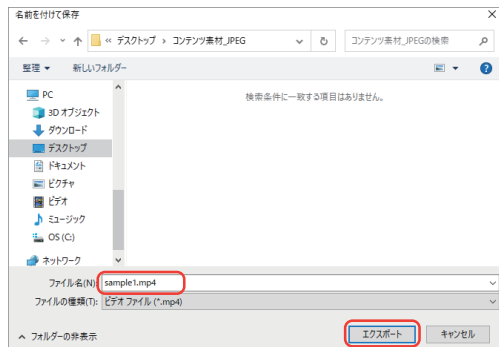 名前を付けて保存
« デスクトップ › コンテンツ素材_JPEG
コンテンツ素材_JPEGの検索
整理 新しいフォルダー
PC
検索条件に一致する項目はありません。
3D オブジェクト
ダウンロード
デスクトップ
ドキュメント
ピクチャ
ビデオ
ミュージック
OS (C:)
ネットワーク
ファイル名(N): sample1.mp4
ファイルの種類(T): ビデオ ファイル (*.mp4)
フォルダーの非表示 エクスポート キャンセル